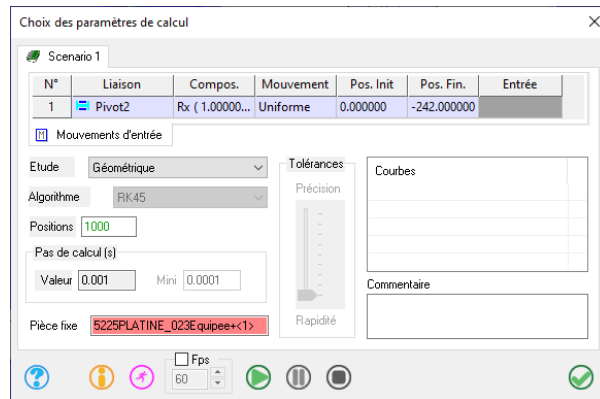 Choix des paramètres de calcul
Scenario 1
N° Liaison Compos. Mouvement Pos. Init Pos. Fin. Entrée
1 Pivot2 Rx ( 1.00000... Uniforme 0.000000 -242.000000
M Mouvements d'entrée
Etude Géométrique
Algorithme RK45
Positions 1000
Pas de calcul (s)
Valeur 0.001 Mini 0.0001
Pièce fixe 5225PLATINE_023Equipee+<1>
Tolérances
Précision
Rapidité
Courbes
Commentaire
Fps
60